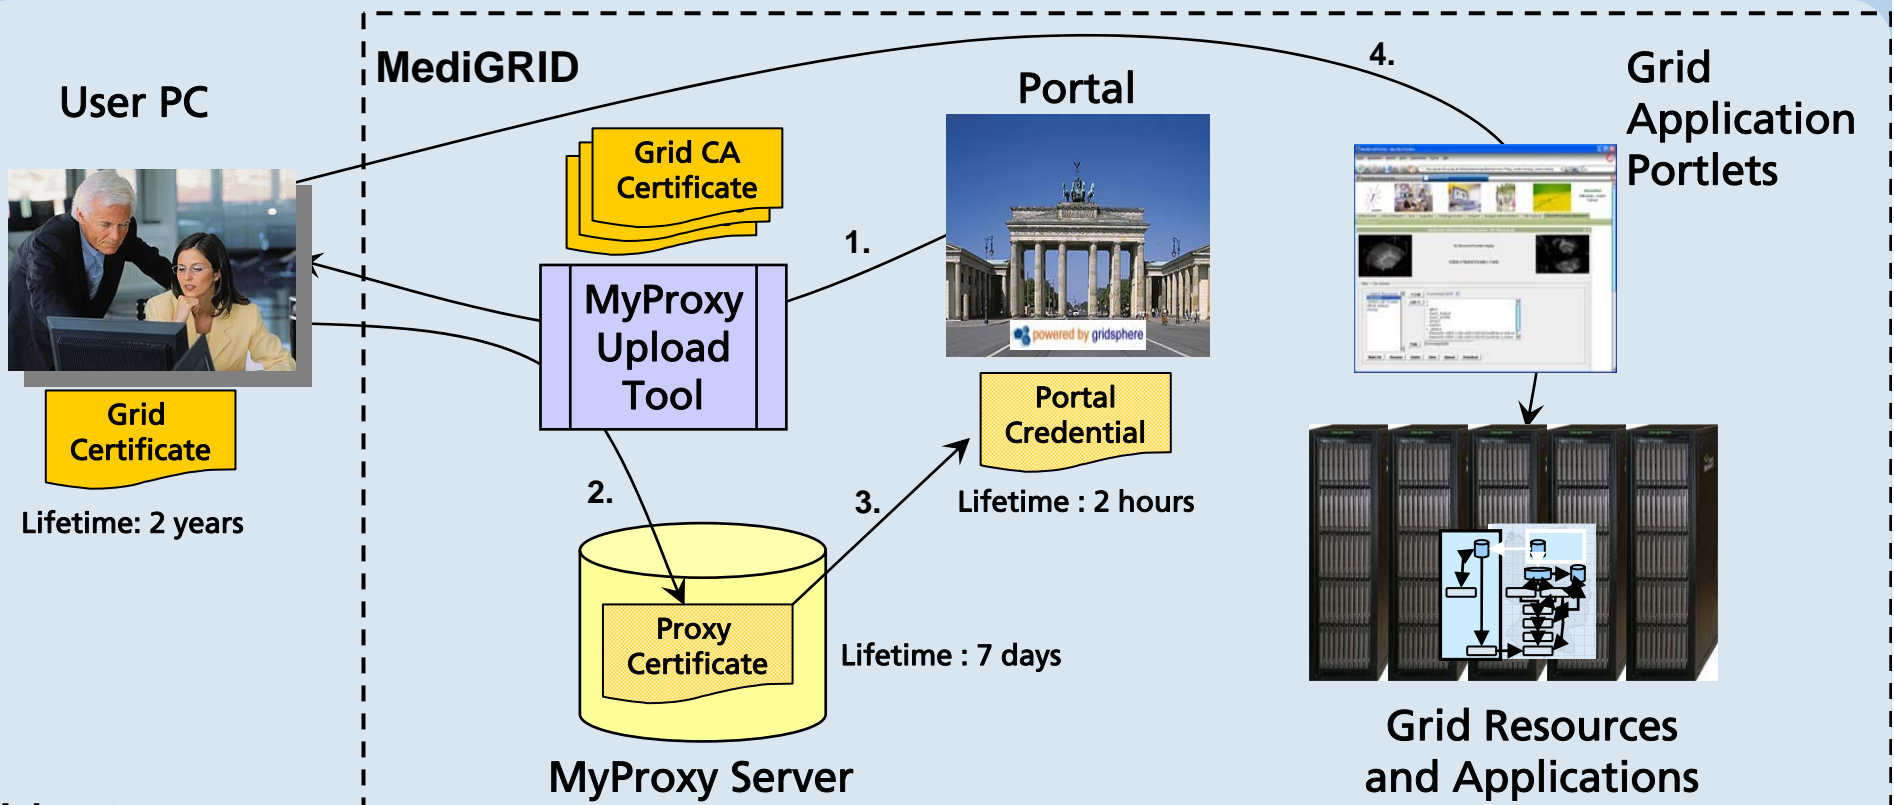 MediGRID
4.
User PC
Portal
Grid
Application
Portlets
Grid CA
Certificate
1.
MyProxy
Upload
Tool
powered by gridsphere
Grid
Certificate
Lifetime: 2 years
Portal
Credential
Lifetime : 2 hours
2.
3.
Proxy
Certificate
Lifetime : 7 days
MyProxy Server
Grid Resources
and Applications